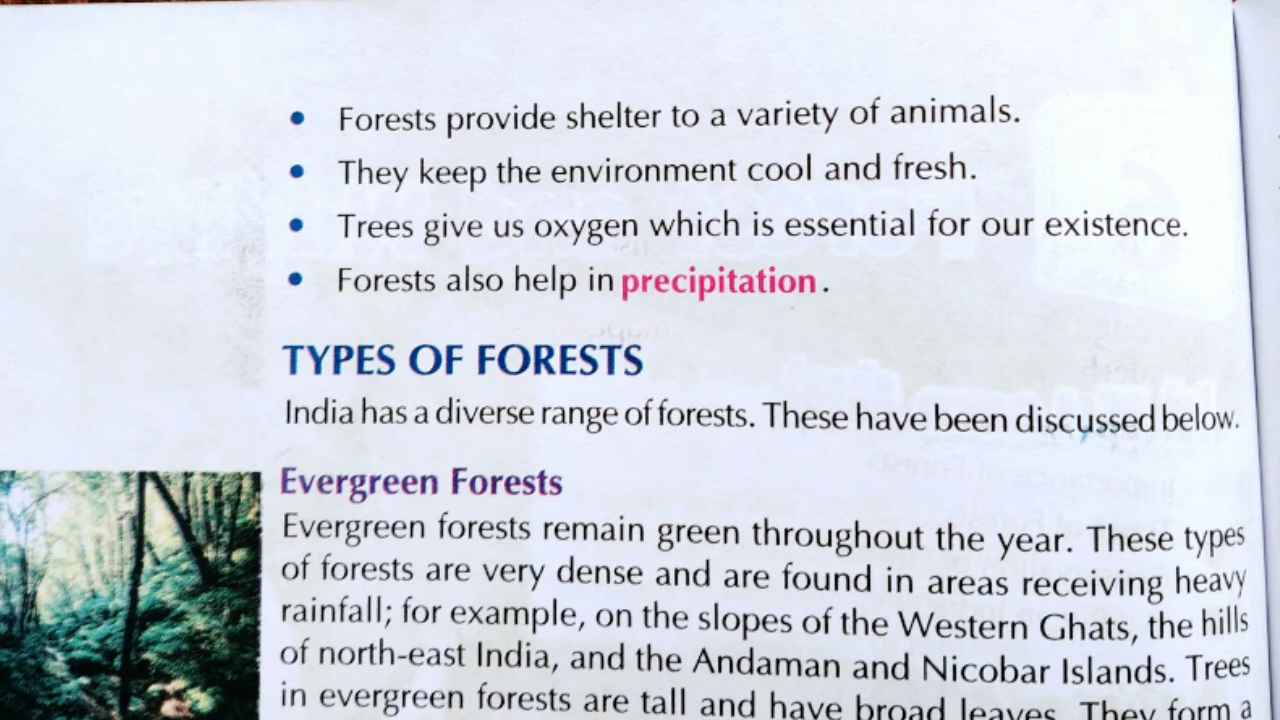 • Forests provide shelter to a variety of animals.
• They keep the environment cool and fresh.
• Trees give us oxygen which is essential for our existence.
• Forests also help in precipitation.
TYPES OF FORESTS
India has a diverse range of forests. These have been discussed below.
Evergreen Forests
Evergreen forests remain green throughout the year. These types
of forests are very dense and are found in areas receiving heavy
rainfall; for example, on the slopes of the Western Ghats, the hills
of north-east India, and the Andaman and Nicobar Islands. Trees
in evergreen forests are tall and have broad leaves. They form a